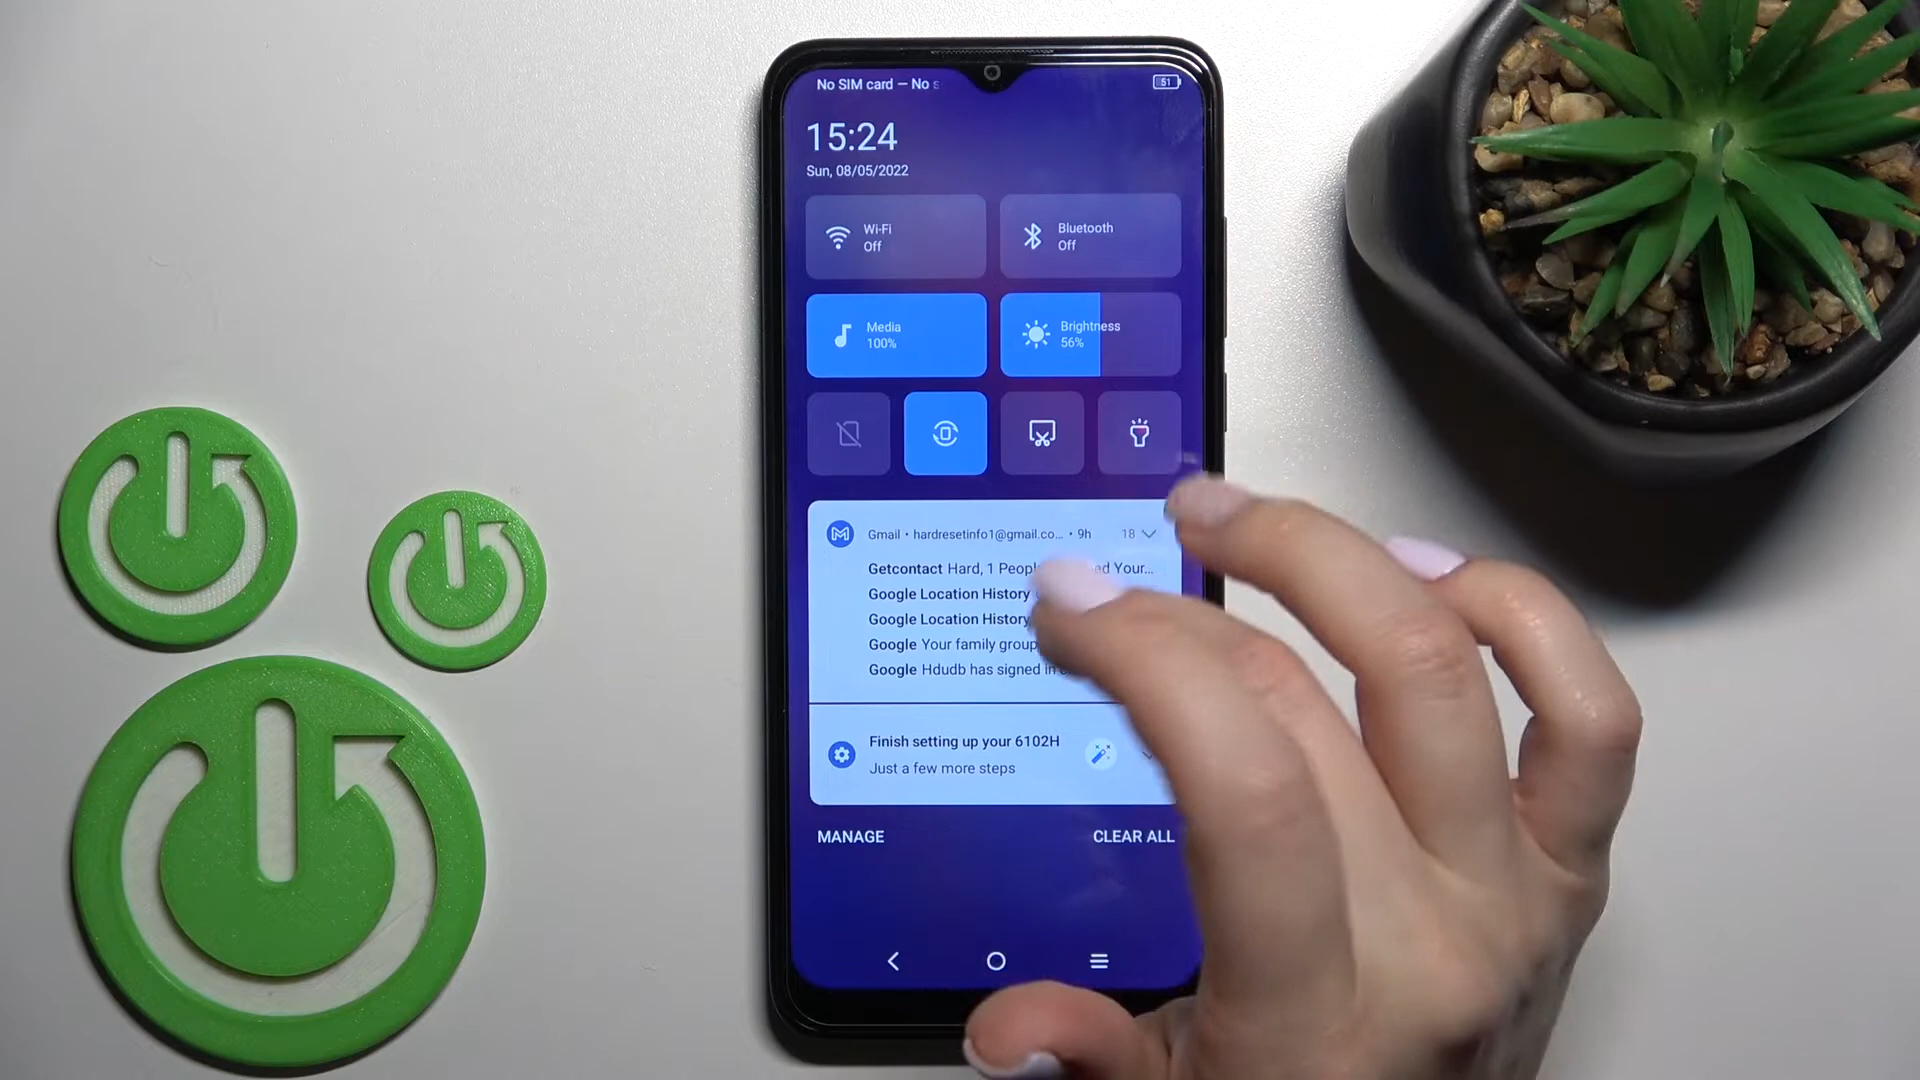 No SIM card — No
51
15:24
Sun, 08/05/2022
Wi-Fi
Off
Bluetooth
Off
Media
100%
Brightness
56%
Gmail • hardresetinfo1@gmail.co... • 9h 18
Getcontact Hard, 1 Your...
Google Location History
Google Location History
Google Your family group
Google Hdudb has signed in
Finish setting up your 6102H
Just a few more steps
MANAGE
CLEAR ALL